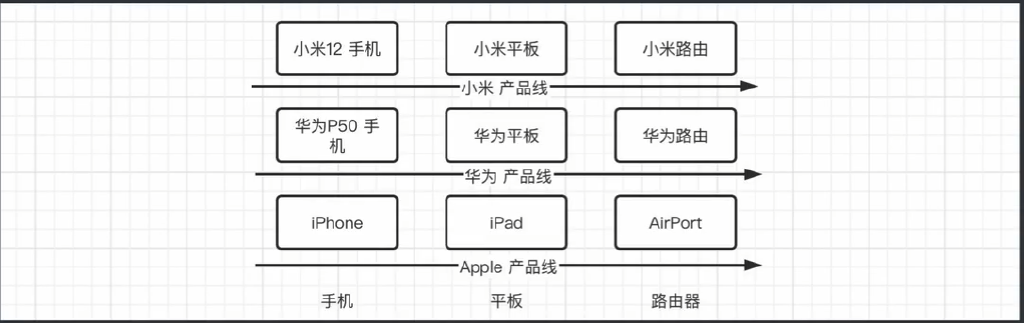 小米12 手机
小米平板
小米路由
小米 产品线
华为P50 手
机
华为平板
华为路由
华为 产品线
iPhone
iPad
AirPort
Apple 产品线
手机
平板
路由器